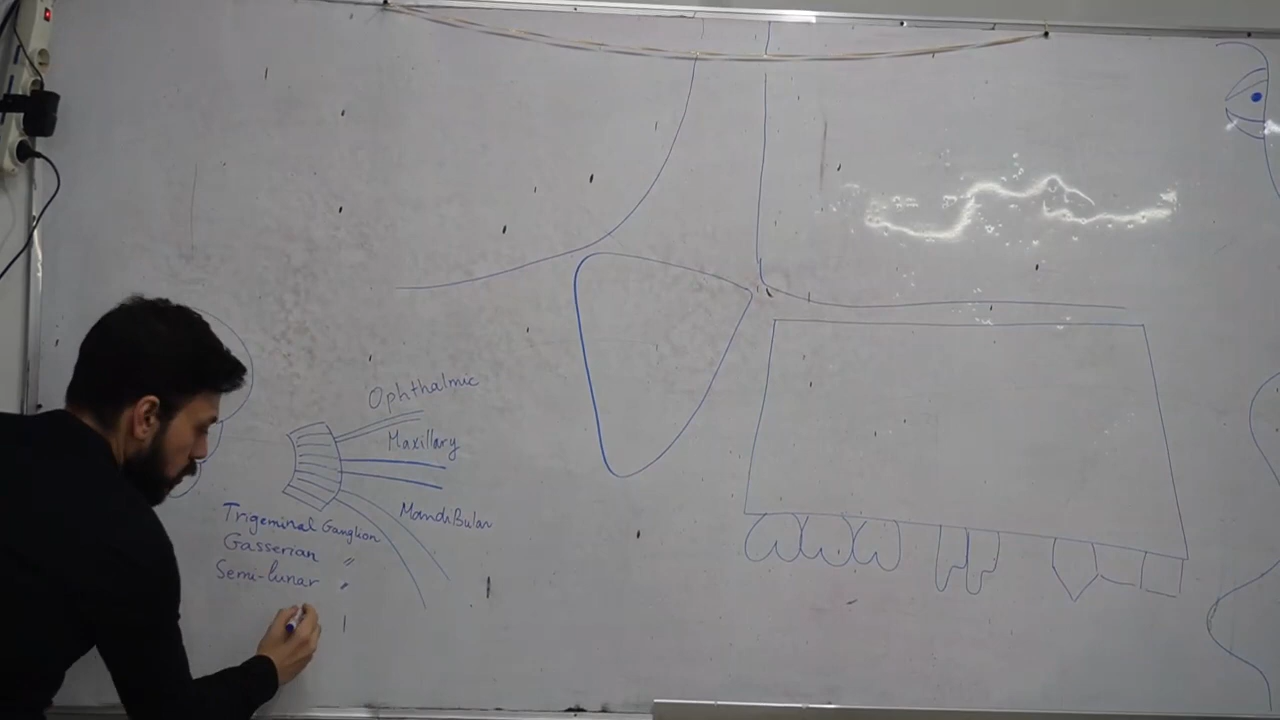 Ophthalmic
Maxillary
Mandibular
Trigeminal Ganglion
Gasserian "
Semi-lunar "